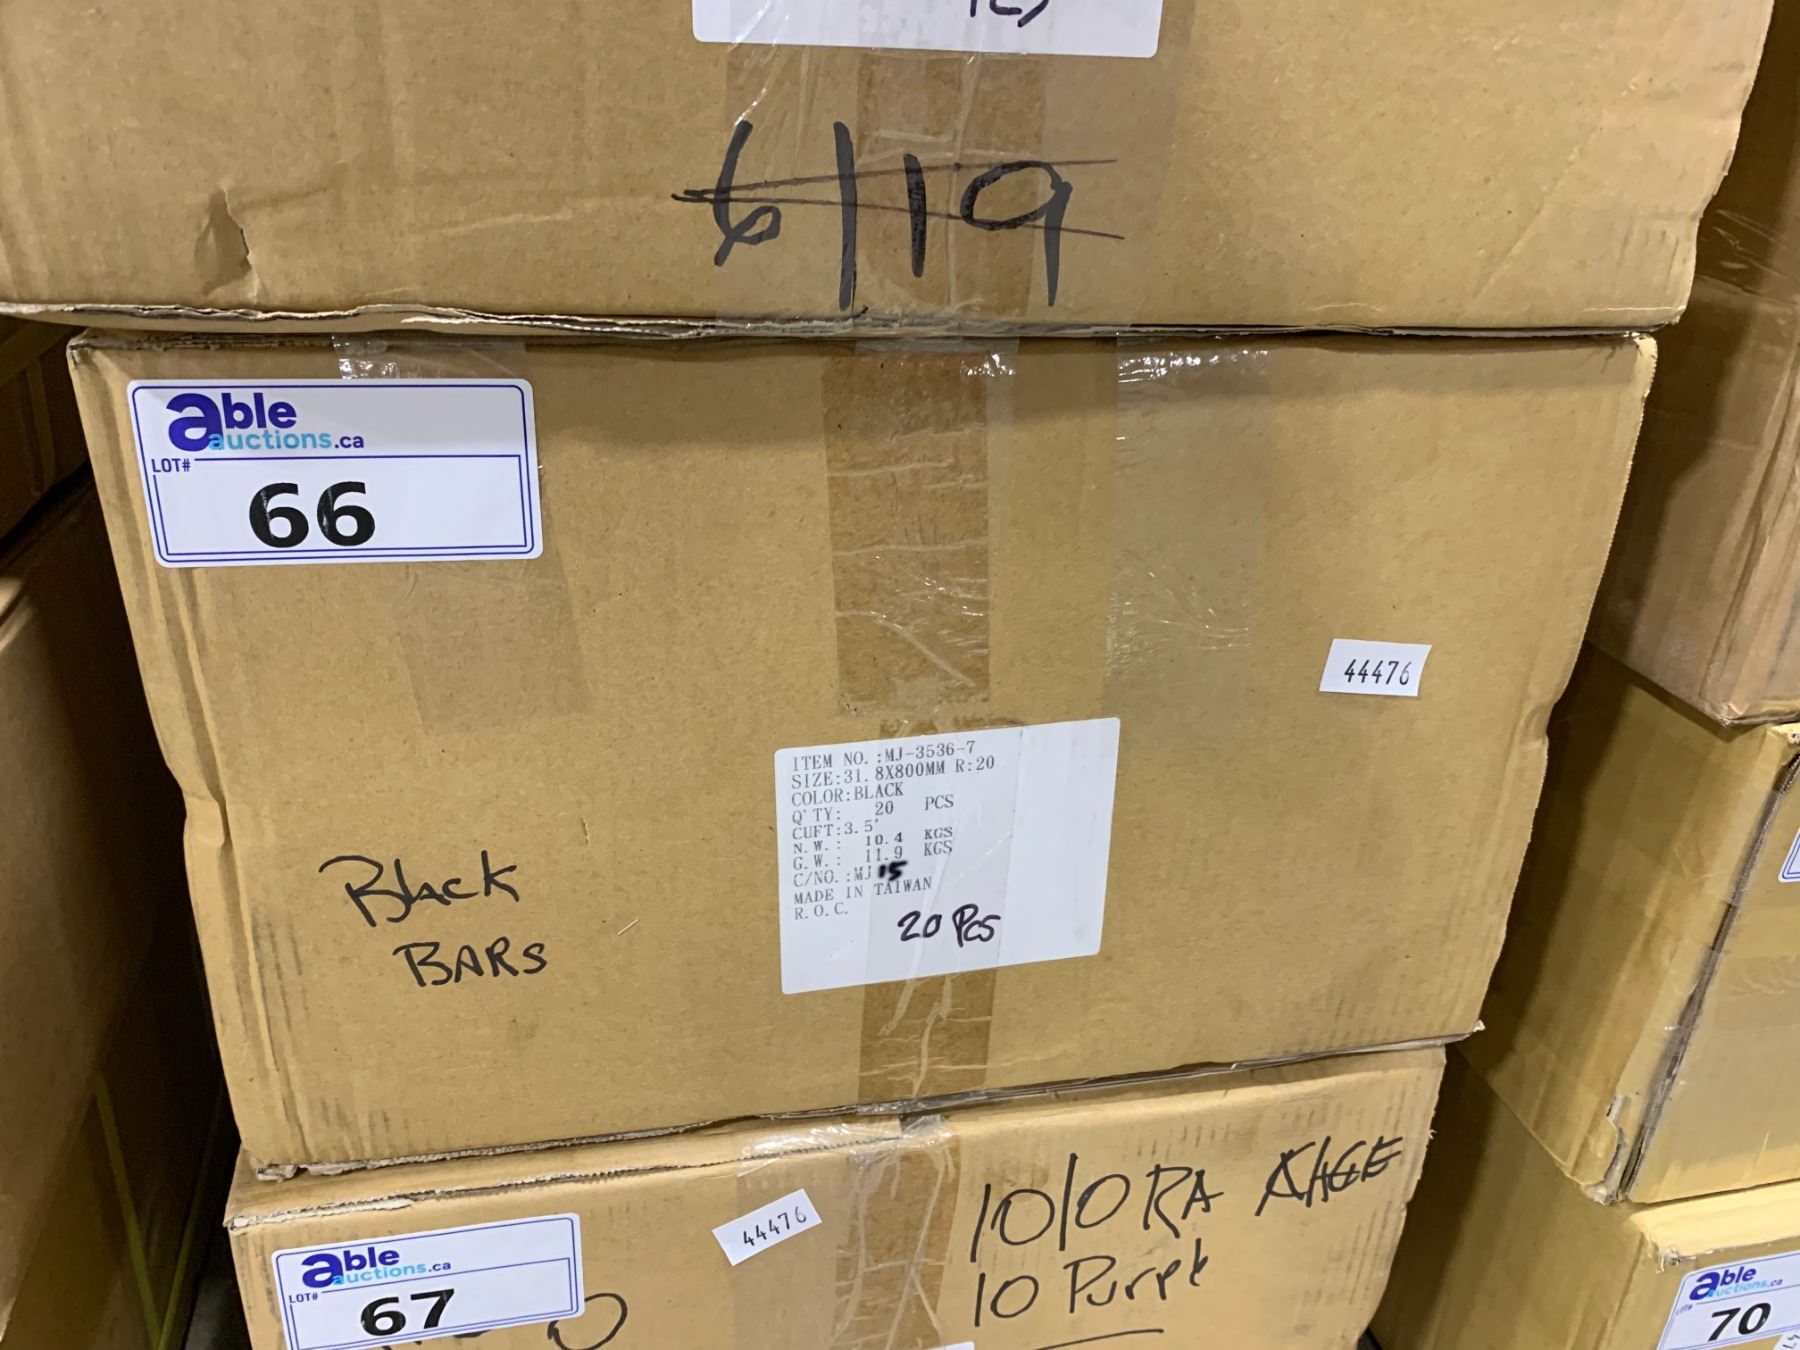 6/19
able
auctions.ca
LOT#
66
44476
ITEM NO.:MJ-3536-7
SIZE:31.8X800MM R:20
COLOR:BLACK
Q'TY: 20 PCS
CUFT:3.5'
N.W.: 10.4 KGS
G.W.: 11.9 KGS
C/NO.:MJ 15
MADE IN TAIWAN
R.O.C.
20 PCS
BLACK
BARS
44476
10/ORA
10 Purple
able
auctions.ca
LOT#
67
able
auctions.ca
LOT#
70